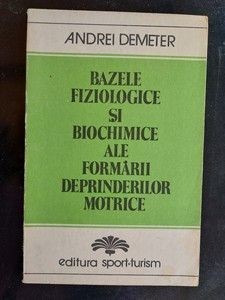 ANDREI DEMETER
BAZELE
FIZIOLOGICE
ȘI
BIOCHIMICE
ALE
FORMĂRII
DEPRINDERILOR
MOTRICE
editura sport-turism